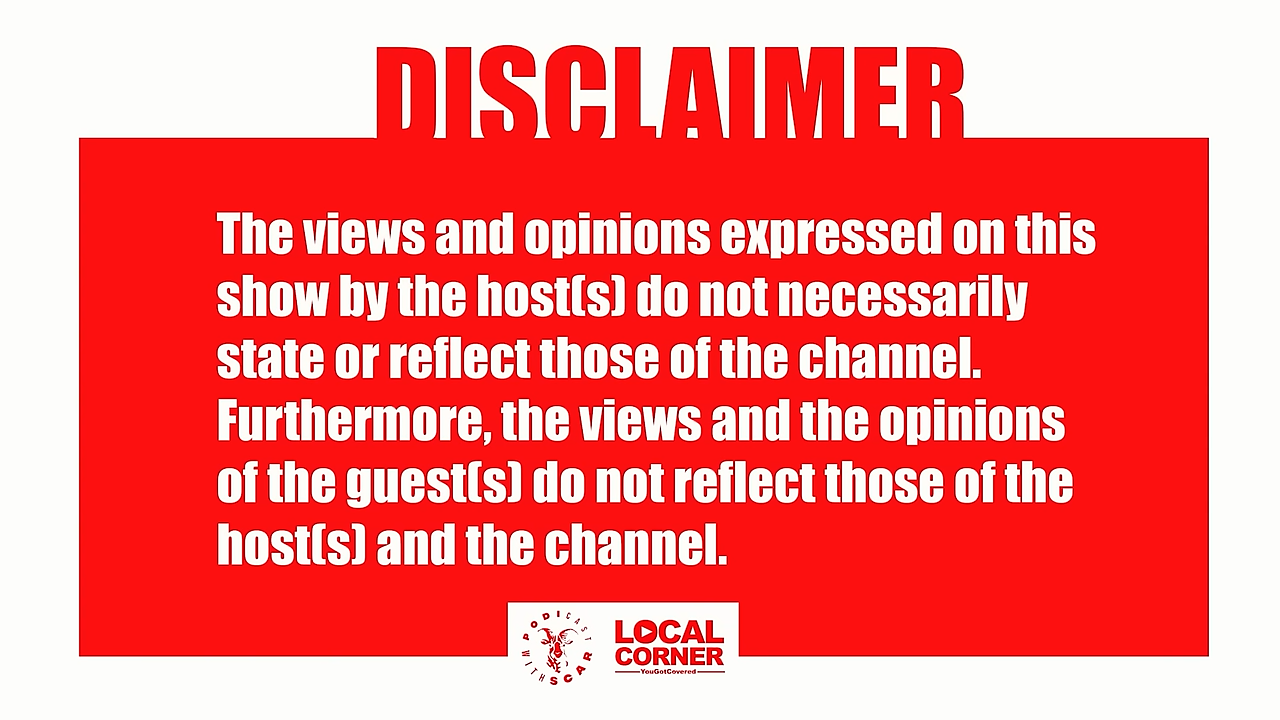 DISCLAIMER
The views and opinions expressed on this
show by the host(s) do not necessarily
state or reflect those of the channel.
Furthermore, the views and the opinions
of the guest(s) do not reflect those of the
host(s) and the channel.
PODICAST WITH SCAR
LOCAL
CORNER
YouGotCovered